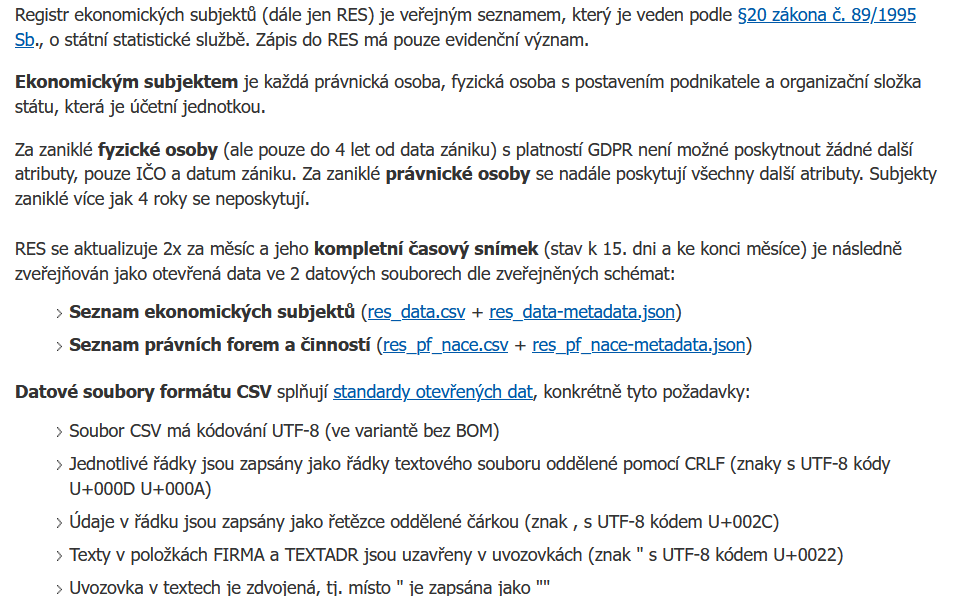 Registr ekonomických subjektů (dále jen RES) je veřejným seznamem, který je veden podle §20 zákona č. 89/1995
Sb., o státní statistické službě. Zápis do RES má pouze evidenční význam.
Ekonomickým subjektem je každá právnická osoba, fyzická osoba s postavením podnikatele a organizační složka
státu, která je účetní jednotkou.
Za zaniklé fyzické osoby (ale pouze do 4 let od data zániku) s platností GDPR není možné poskytnout žádné další
atributy, pouze IČO a datum zániku. Za zaniklé právnické osoby se nadále poskytují všechny další atributy. Subjekty
zaniklé více jak 4 roky se neposkytují.
RES se aktualizuje 2x za měsíc a jeho kompletní časový snímek (stav k 15. dni a ke konci měsíce) je následně
zveřejňován jako otevřená data ve 2 datových souborech dle zveřejněných schémat:
› Seznam ekonomických subjektů (res_data.csv + res_data-metadata.json)
› Seznam právních forem a činností (res_pf_nace.csv + res_pf_nace-metadata.json)
Datové soubory formátu CSV splňují standardy otevřených dat, konkrétně tyto požadavky:
› Soubor CSV má kódování UTF-8 (ve variantě bez BOM)
› Jednotlivé řádky jsou zapsány jako řádky textového souboru oddělené pomocí CRLF (znaky s UTF-8 kódy
U+000D U+000A)
› Údaje v řádku jsou zapsány jako řetězce oddělené čárkou (znak , s UTF-8 kódem U+002C)
› Texty v položkách FIRMA a TEXTADR jsou uzavřeny v uvozovkách (znak " s UTF-8 kódem U+0022)
› Uvozovka v textech je zdvojená, tj. místo " je zapsána jako ""